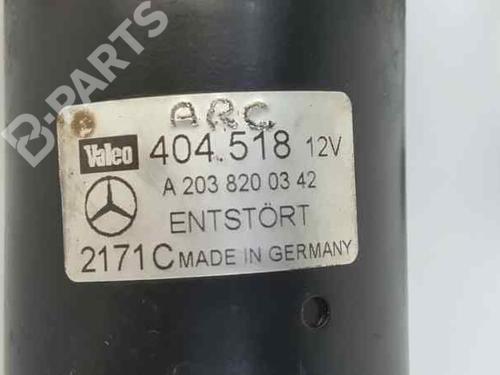 B-PARTS
ARC
Valeo 404.518 12V
A 203 820 03 42
ENTSTÖRT
2171C MADE IN GERMANY